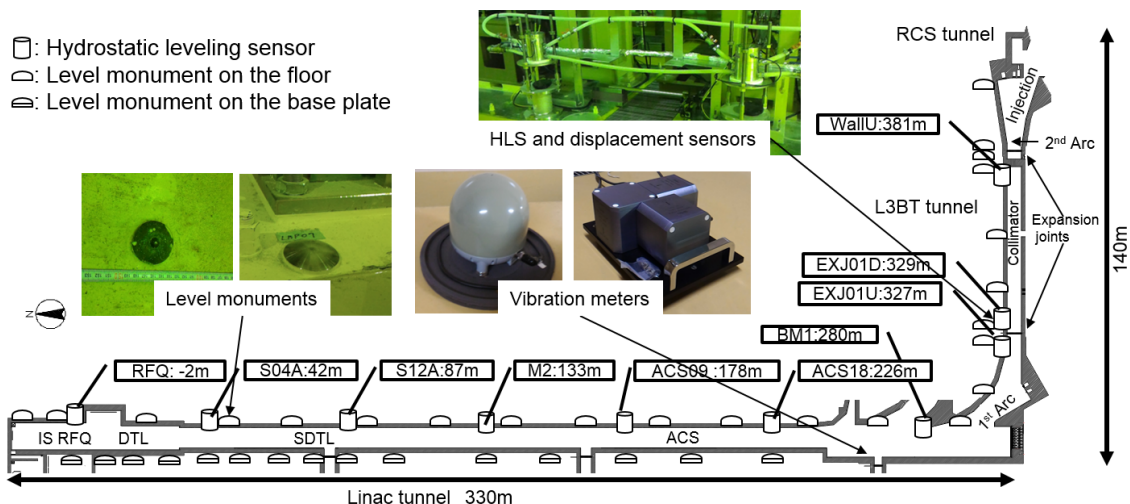 RCS tunnel
: Hydrostatic leveling sensor
: Level monument on the floor
: Level monument on the base plate
Injection
WallU:381m
HLS and displacement sensors
2nd Arc
L3BT tunnel
Collimator
Expansion
joints
140m
EXJ01D:329m
EXJ01U:327m
Level monuments
Vibration meters
N
BM1:280m
RFQ: -2m
S04A:42m
S12A:87m
M2:133m
ACS09 :178m
ACS18:226m
1st Arc
IS RFQ
DTL
SDTL
ACS
Linac tunnel 330m